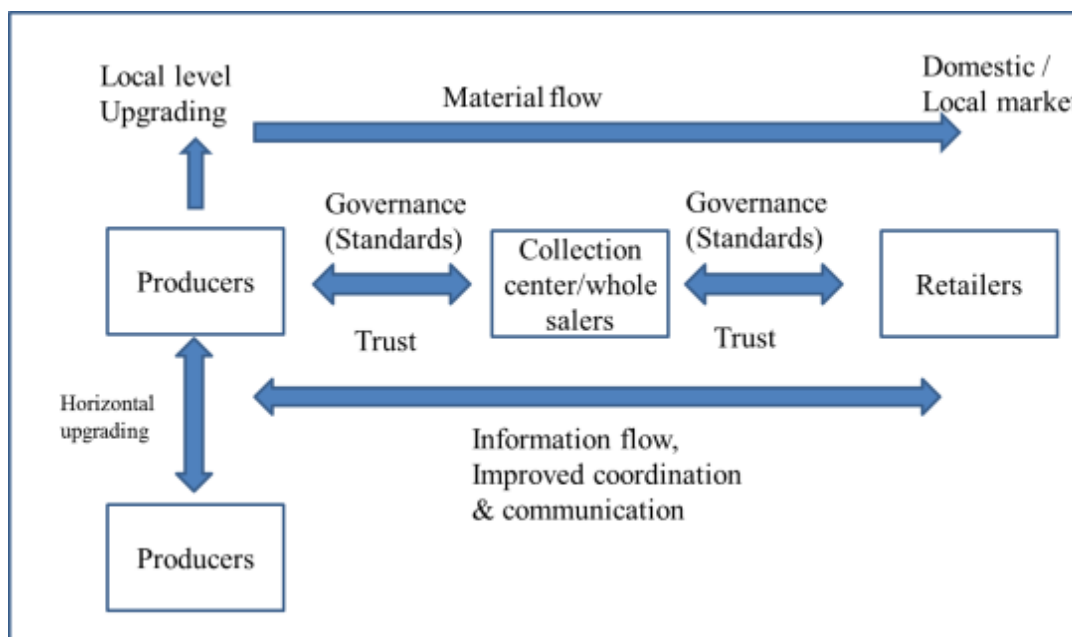 Local level
Upgrading
Material flow
Domestic /
Local market
Governance
(Standards)
Governance
(Standards)
Producers
Collection
center/whole
salers
Retailers
Trust
Trust
Horizontal
upgrading
Information flow,
Improved coordination
& communication
Producers